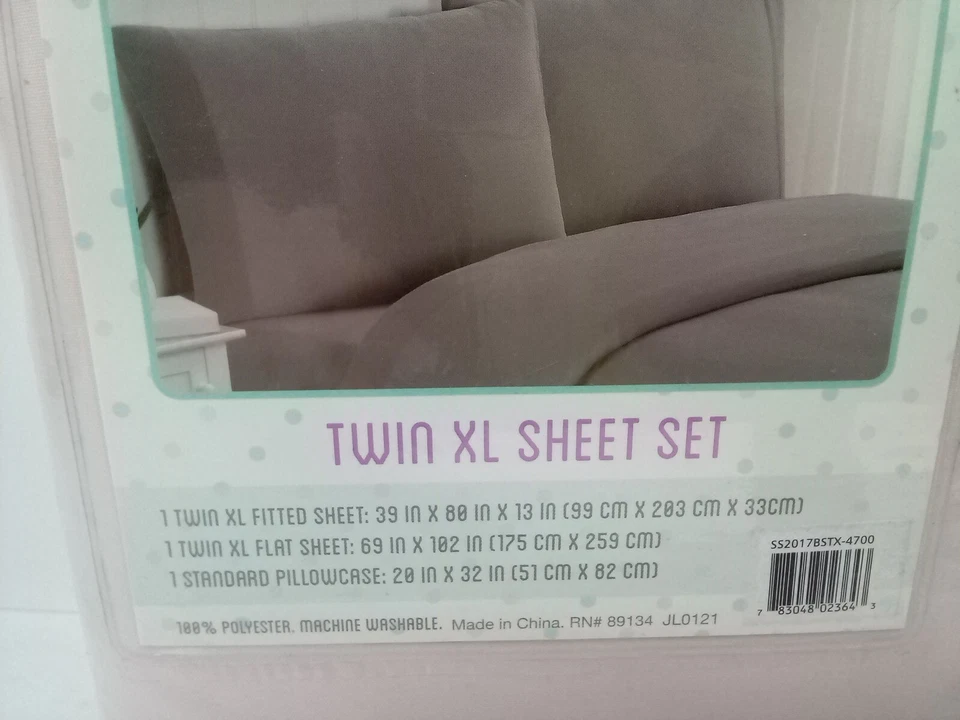 TWIN XL SHEET SET
1 TWIN XL FITTED SHEET: 39 IN X 80 IN X 13 IN (99 CM X 203 CM X 33CM)
1 TWIN XL FLAT SHEET: 69 IN X 102 IN (175 CM X 259 CM)
1 STANDARD PILLOWCASE: 20 IN X 32 IN (51 CM X 82 CM)
SS2017BSTX-4700
7 83048 02364 3
100% POLYESTER. MACHINE WASHABLE. Made in China. RN# 89134 JL0121